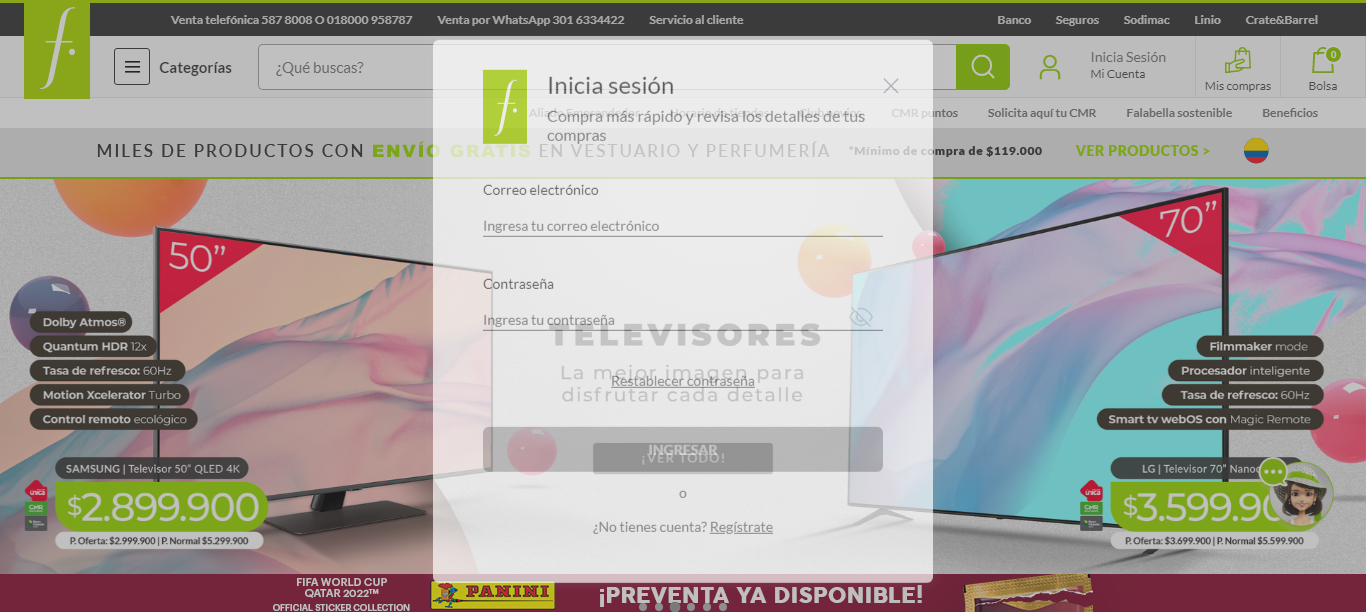 Venta telefónica 587 8008 O 018000 958787 Venta por WhatsApp 301 6334422 Servicio al cliente Banco Seguros Sodimac Linio Crate&Barrel
f.
Categorías ¿Qué buscas? Inicia Sesión
Mi Cuenta
Mis compras
0
Bolsa
CMR puntos Solicita aquí tu CMR Falabella sostenible Beneficios
MILES DE PRODUCTOS CON ENVÍO GRATIS EN VESTUARIO Y PERFUMERÍA *Mínimo de compra de $119.000 VER PRODUCTOS >
f.
Inicia sesión
Compra más rápido y revisa los detalles de tus
compras
Correo electrónico
Ingresa tu correo electrónico
Contraseña
Ingresa tu contraseña
Restablecer contraseña
INGRESAR
o
¿No tienes cuenta? Regístrate
TELEVISORES
La mejor imagen para
disfrutar cada detalle
¡VER TODO!
50”
Dolby Atmos®
Quantum HDR 12x
Tasa de refresco: 60Hz
Motion Xcelerator Turbo
Control remoto ecológico
SAMSUNG | Televisor 50” QLED 4K
$2.899.900
P. Oferta: $2.999.900 | P. Normal $5.299.900
70”
Filmmaker mode
Procesador inteligente
Tasa de refresco: 60Hz
Smart tv webOS con Magic Remote
LG | Televisor 70”
$3.599.90
P. Oferta: $3.699.900 | P. Normal $5.599.900
FIFA WORLD CUP
QATAR 2022™
OFFICIAL STICKER COLLECTION
PANINI
¡PREVENTA YA DISPONIBLE!